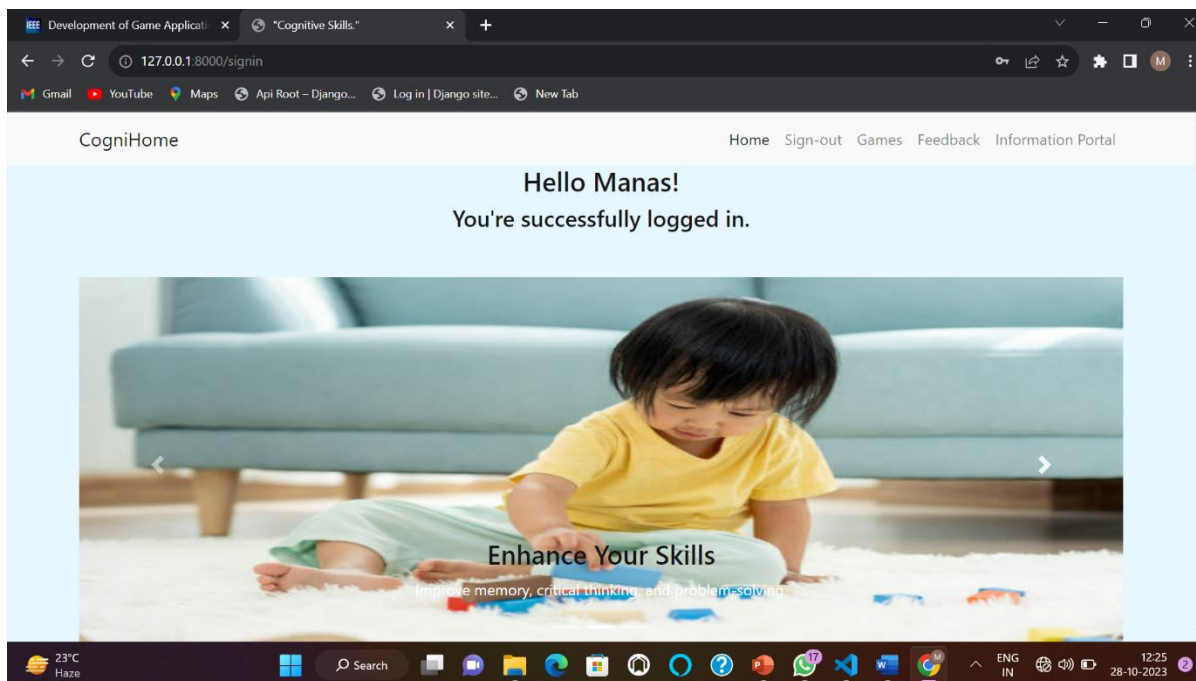 IEEE Development of Game Applicati
"Cognitive Skills."
127.0.0.1:8000/signin
M
Gmail YouTube Maps Api Root – Django... Log in | Django site... New Tab
CogniHome Home Sign-out Games Feedback Information Portal
Hello Manas!
You're successfully logged in.
Enhance Your Skills
Improve memory, critical thinking, and problem-solving.
23°C
Haze
Search
17
M
ENG
IN
12:25
28-10-2023
2